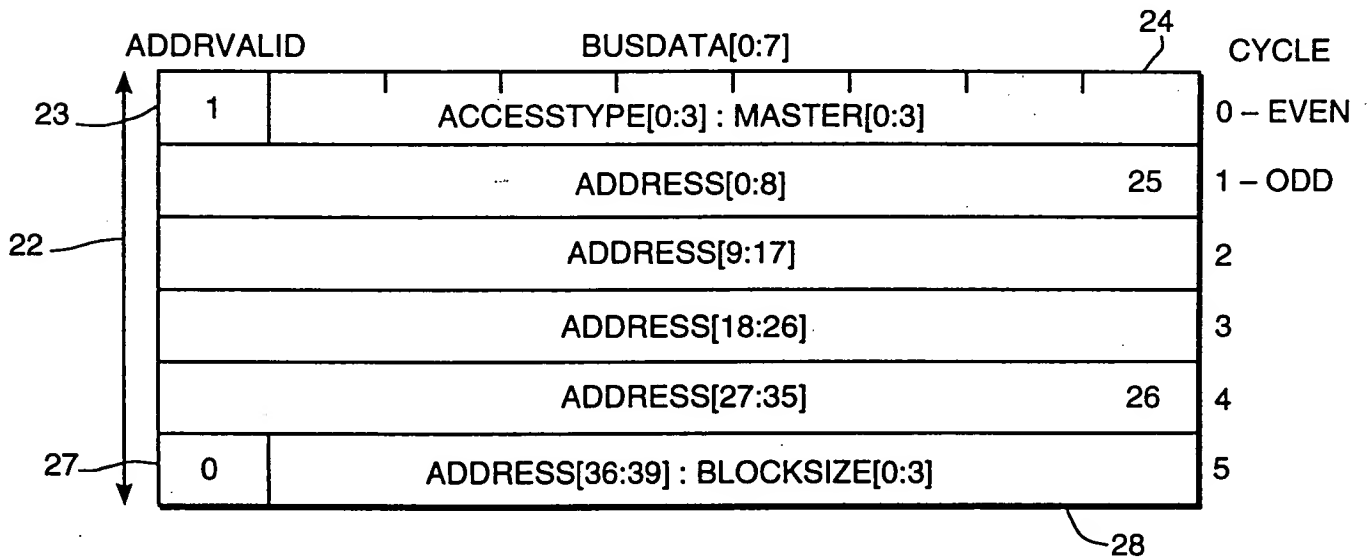 24
ADDRVALID BUSDATA[0:7] CYCLE
23 1 ACCESSTYPE[0:3] : MASTER[0:3] 0 – EVEN
ADDRESS[0:8] 25 1 – ODD
22 ADDRESS[9:17] 2
ADDRESS[18:26] 3
ADDRESS[27:35] 26 4
27 0 ADDRESS[36:39] : BLOCKSIZE[0:3] 5
28